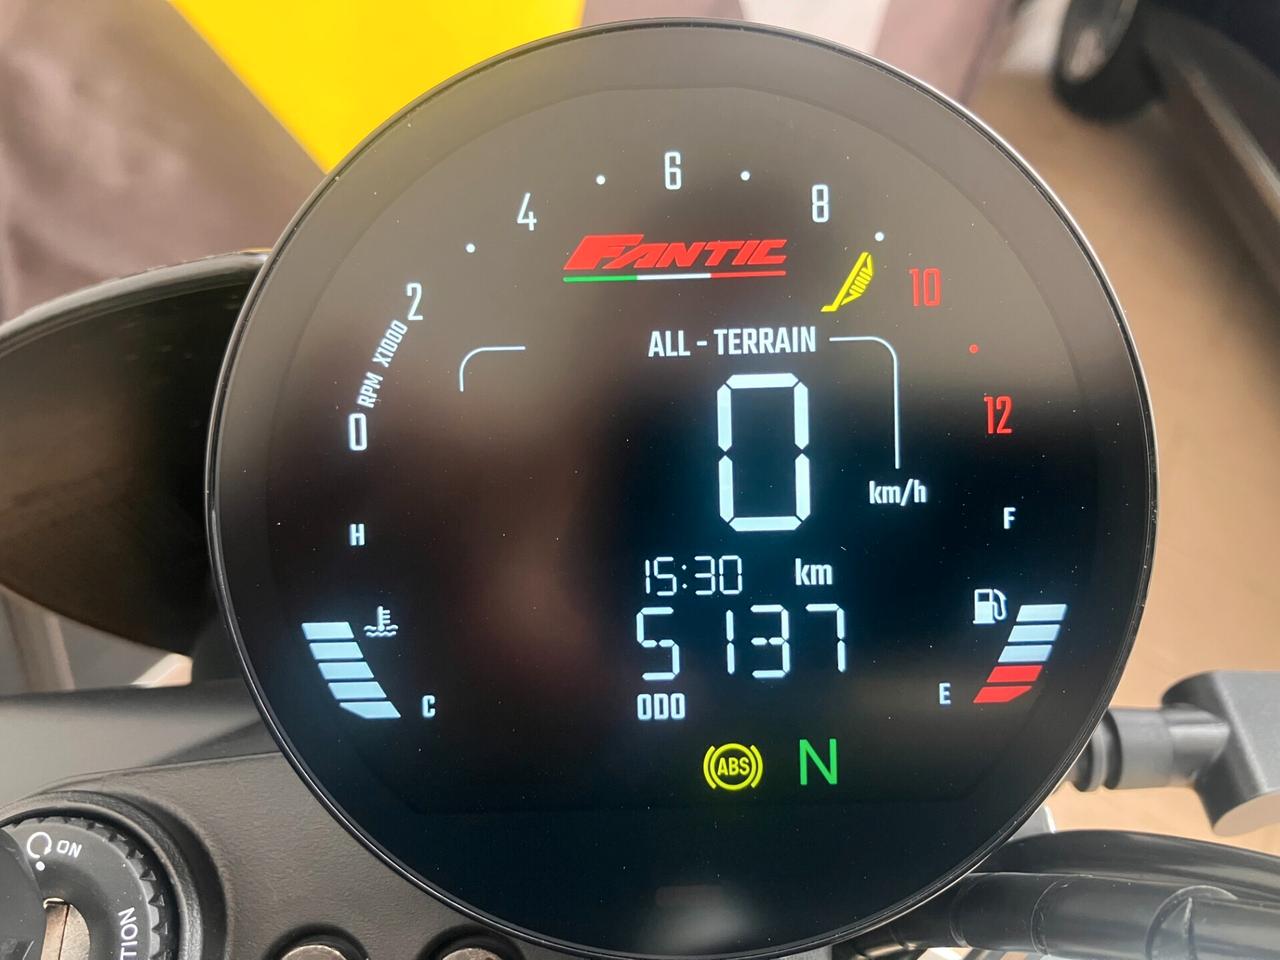 6
4
8
FANTIC
10
2
RPM X1000
ALL - TERRAIN
12
0
0
km/h
F
H
15:30 km
5137
E
C
ODO
ABS N
ON